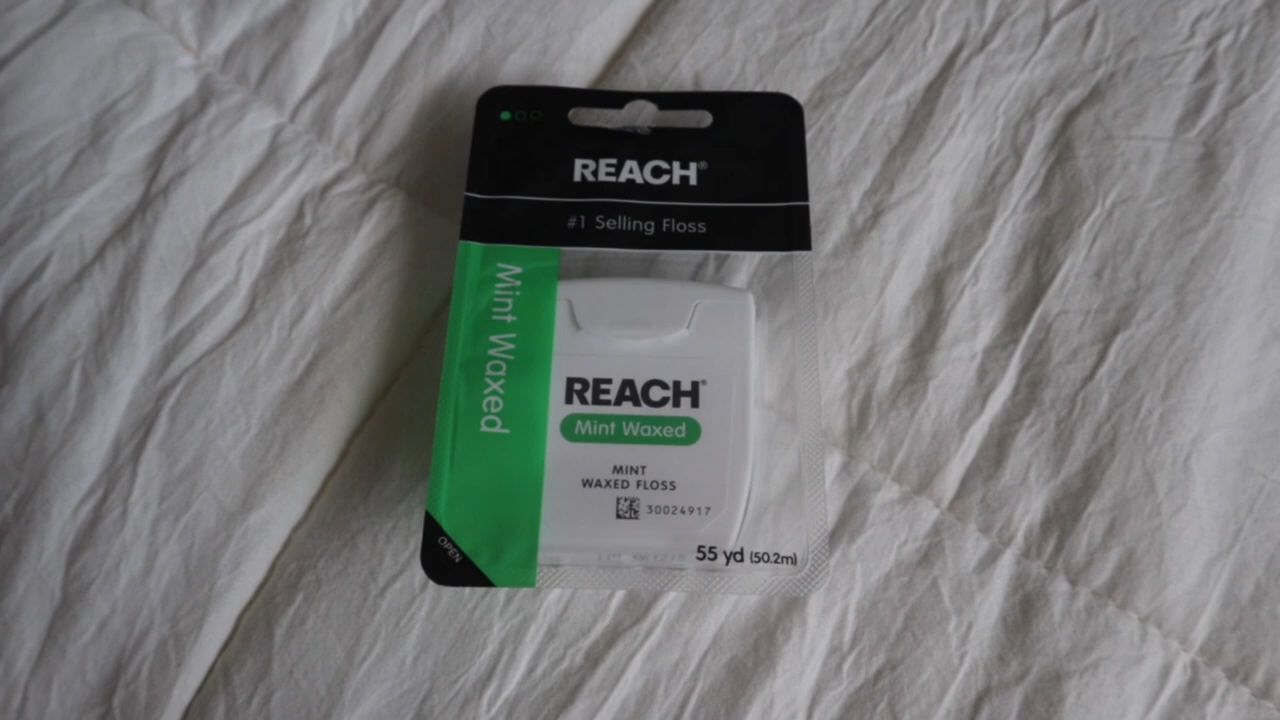 REACH®
#1 Selling Floss
Mint Waxed
REACH®
Mint Waxed
MINT
WAXED FLOSS
30024917
55 yd (50.2m)
OPEN